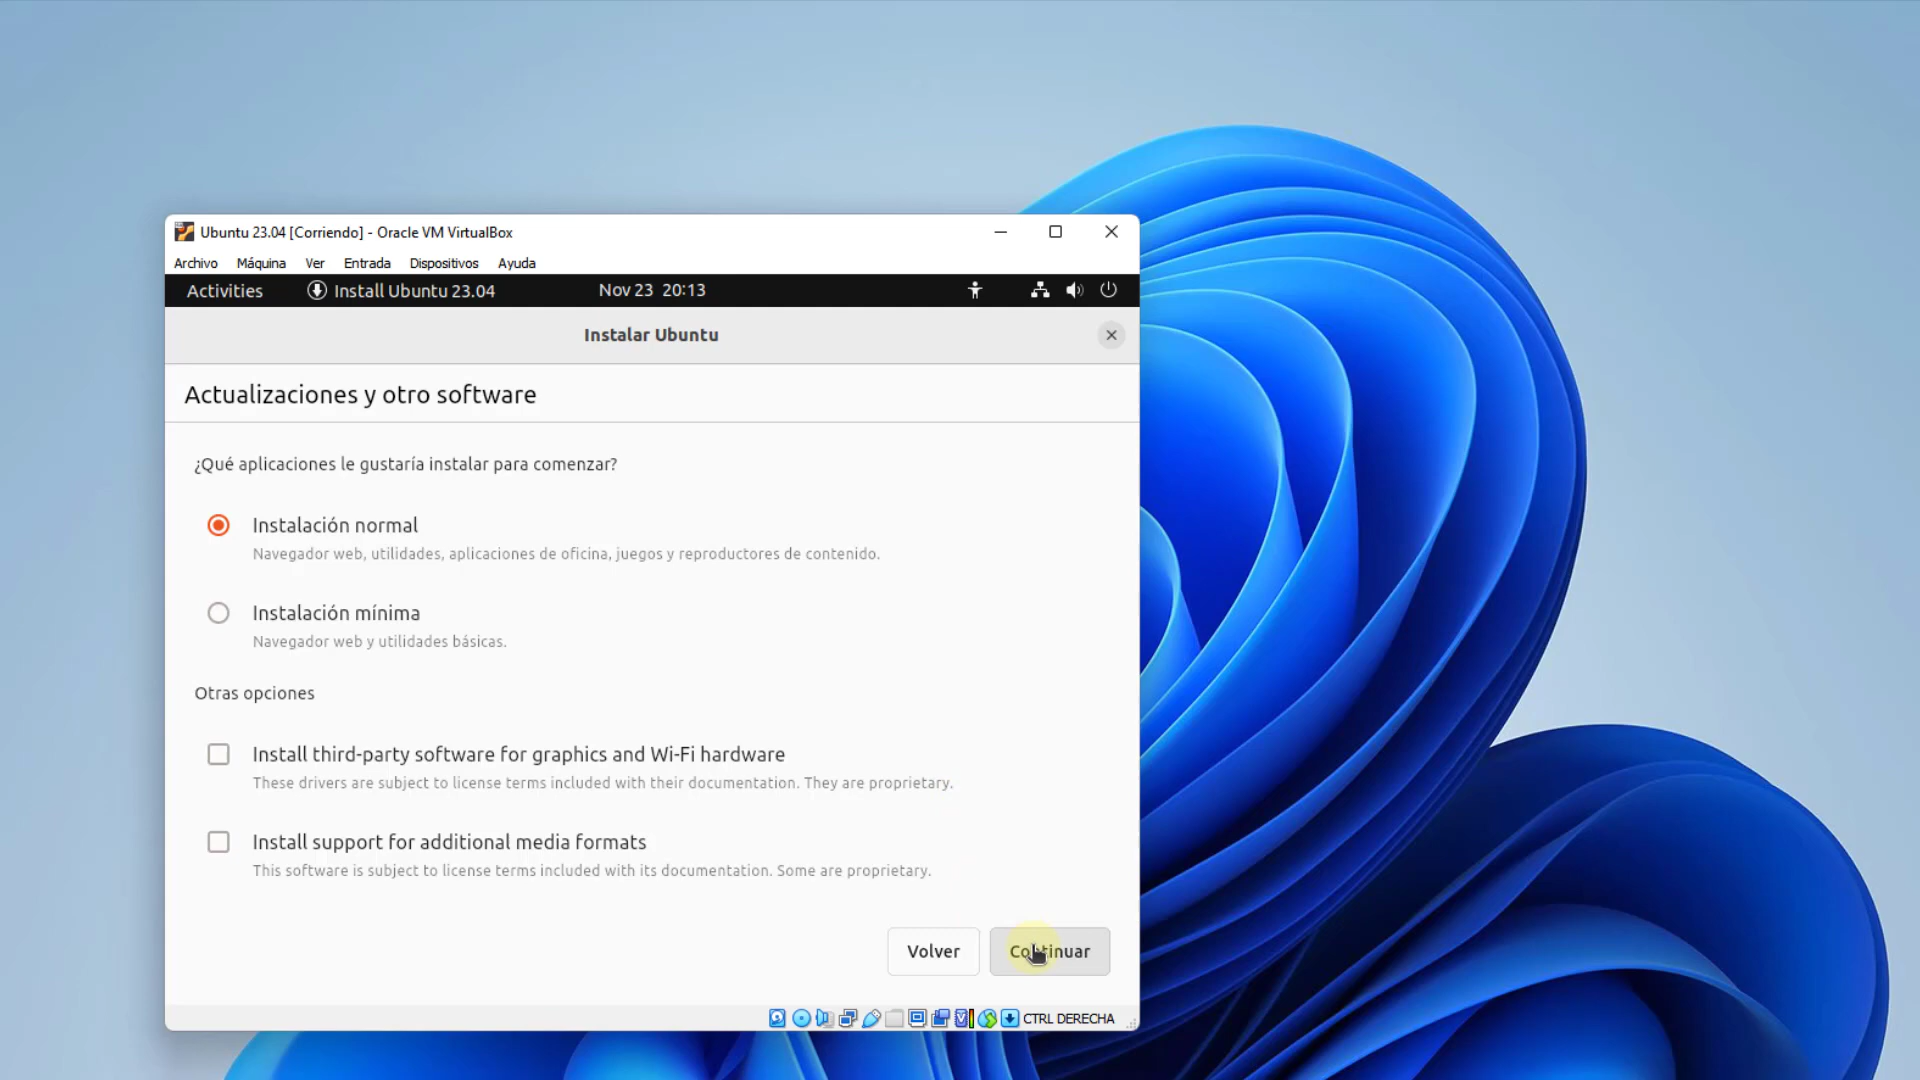 Ubuntu 23.04 [Corriendo] - Oracle VM VirtualBox
Archivo Máquina Ver Entrada Dispositivos Ayuda
Activities Install Ubuntu 23.04 Nov 23 20:13
Instalar Ubuntu
Actualizaciones y otro software
¿Qué aplicaciones le gustaría instalar para comenzar?
Instalación normal
Navegador web, utilidades, aplicaciones de oficina, juegos y reproductores de contenido.
Instalación mínima
Navegador web y utilidades básicas.
Otras opciones
Install third-party software for graphics and Wi-Fi hardware
These drivers are subject to license terms included with their documentation. They are proprietary.
Install support for additional media formats
This software is subject to license terms included with its documentation. Some are proprietary.
Volver Continuar
CTRL DERECHA